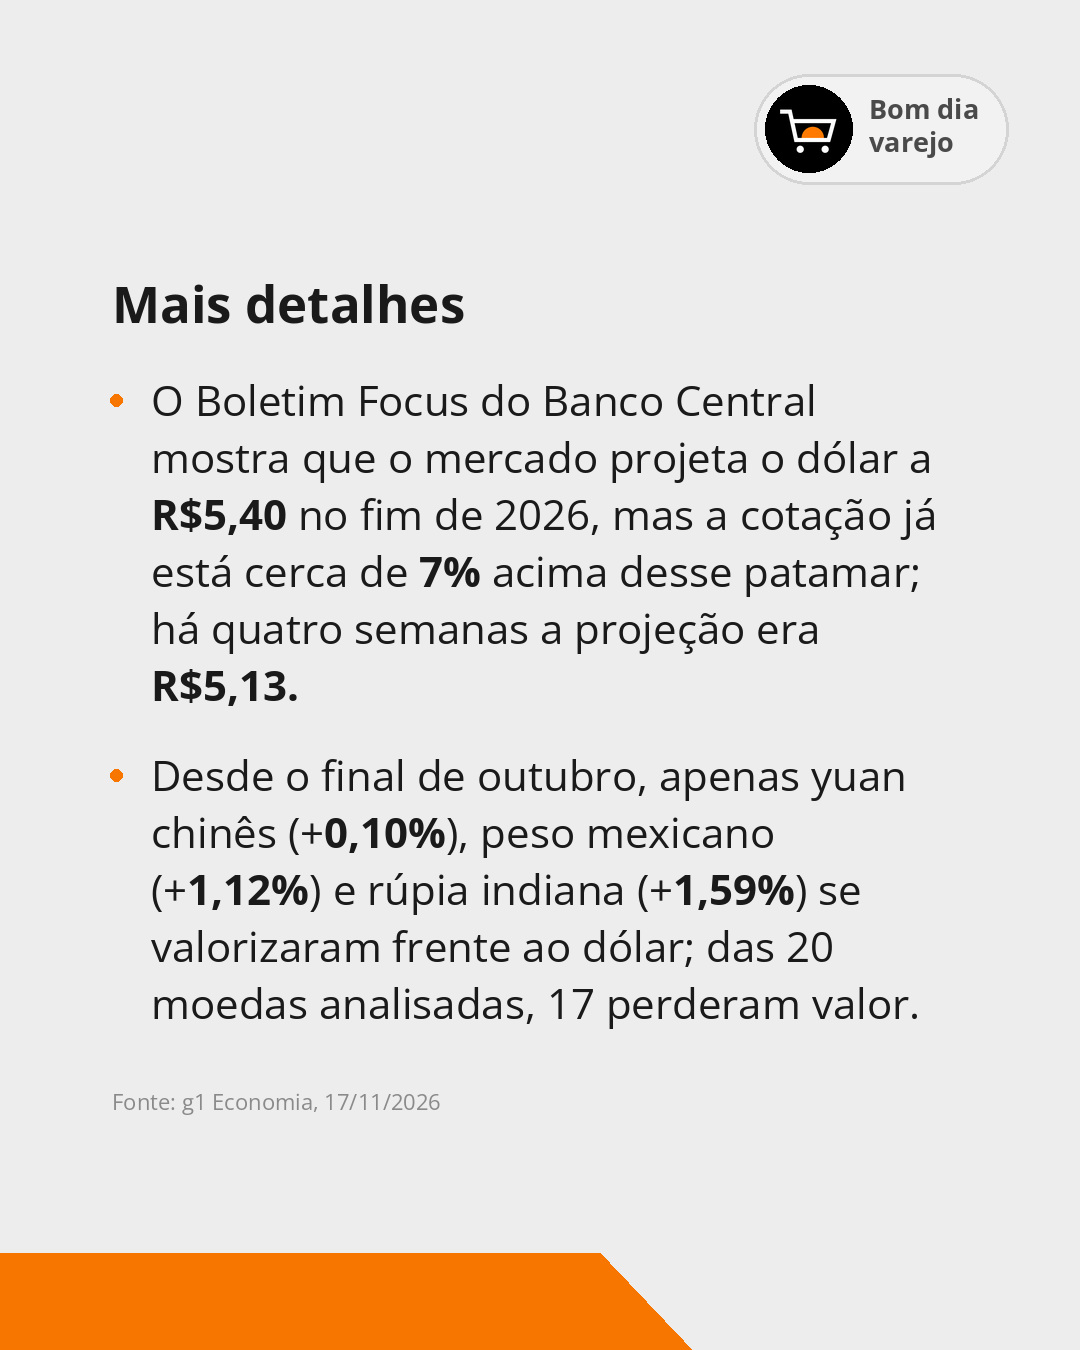 Bom dia
varejo
Mais detalhes
O Boletim Focus do Banco Central
mostra que o mercado projeta o dólar a
R$5,40 no fim de 2026, mas a cotação já
está cerca de 7% acima desse patamar;
há quatro semanas a projeção era
R$5,13.
Desde o final de outubro, apenas yuan
chinês (+0,10%), peso mexicano
(+1,12%) e rúpia indiana (+1,59%) se
valorizaram frente ao dólar; das 20
moedas analisadas, 17 perderam valor.
Fonte: g1 Economia, 17/11/2026